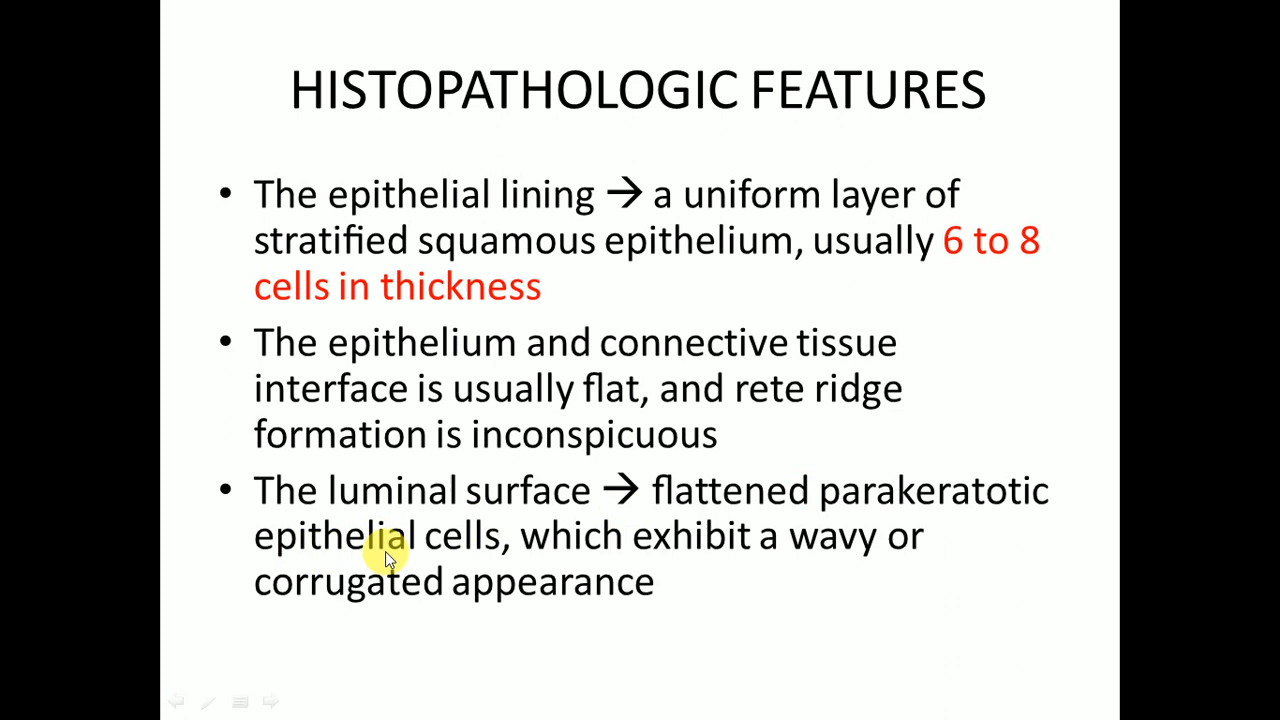 HISTOPATHOLOGIC FEATURES
• The epithelial lining → a uniform layer of
stratified squamous epithelium, usually 6 to 8
cells in thickness
• The epithelium and connective tissue
interface is usually flat, and rete ridge
formation is inconspicuous
• The luminal surface → flattened parakeratotic
epithelial cells, which exhibit a wavy or
corrugated appearance